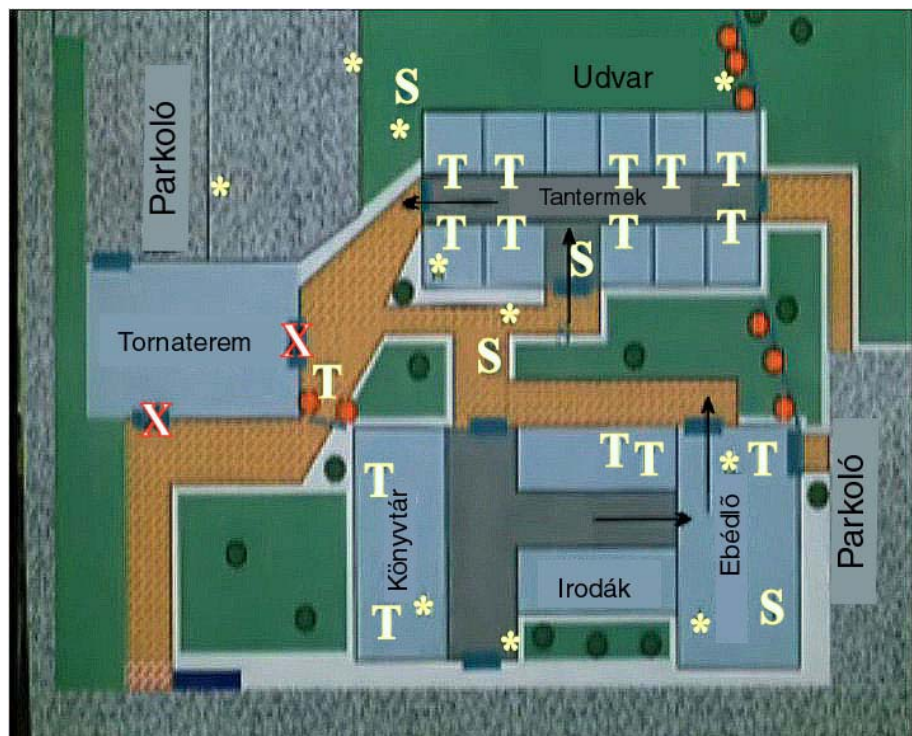 *
S
Udvar
*
*
T T T T T
Parkoló
*
Tantermek
T T T T
*
S
*
Tornaterem
X
S
T
X
T T
*
T
T
Könyvtár
Ebédlő
Parkoló
Irodák
T
*
*
S
*